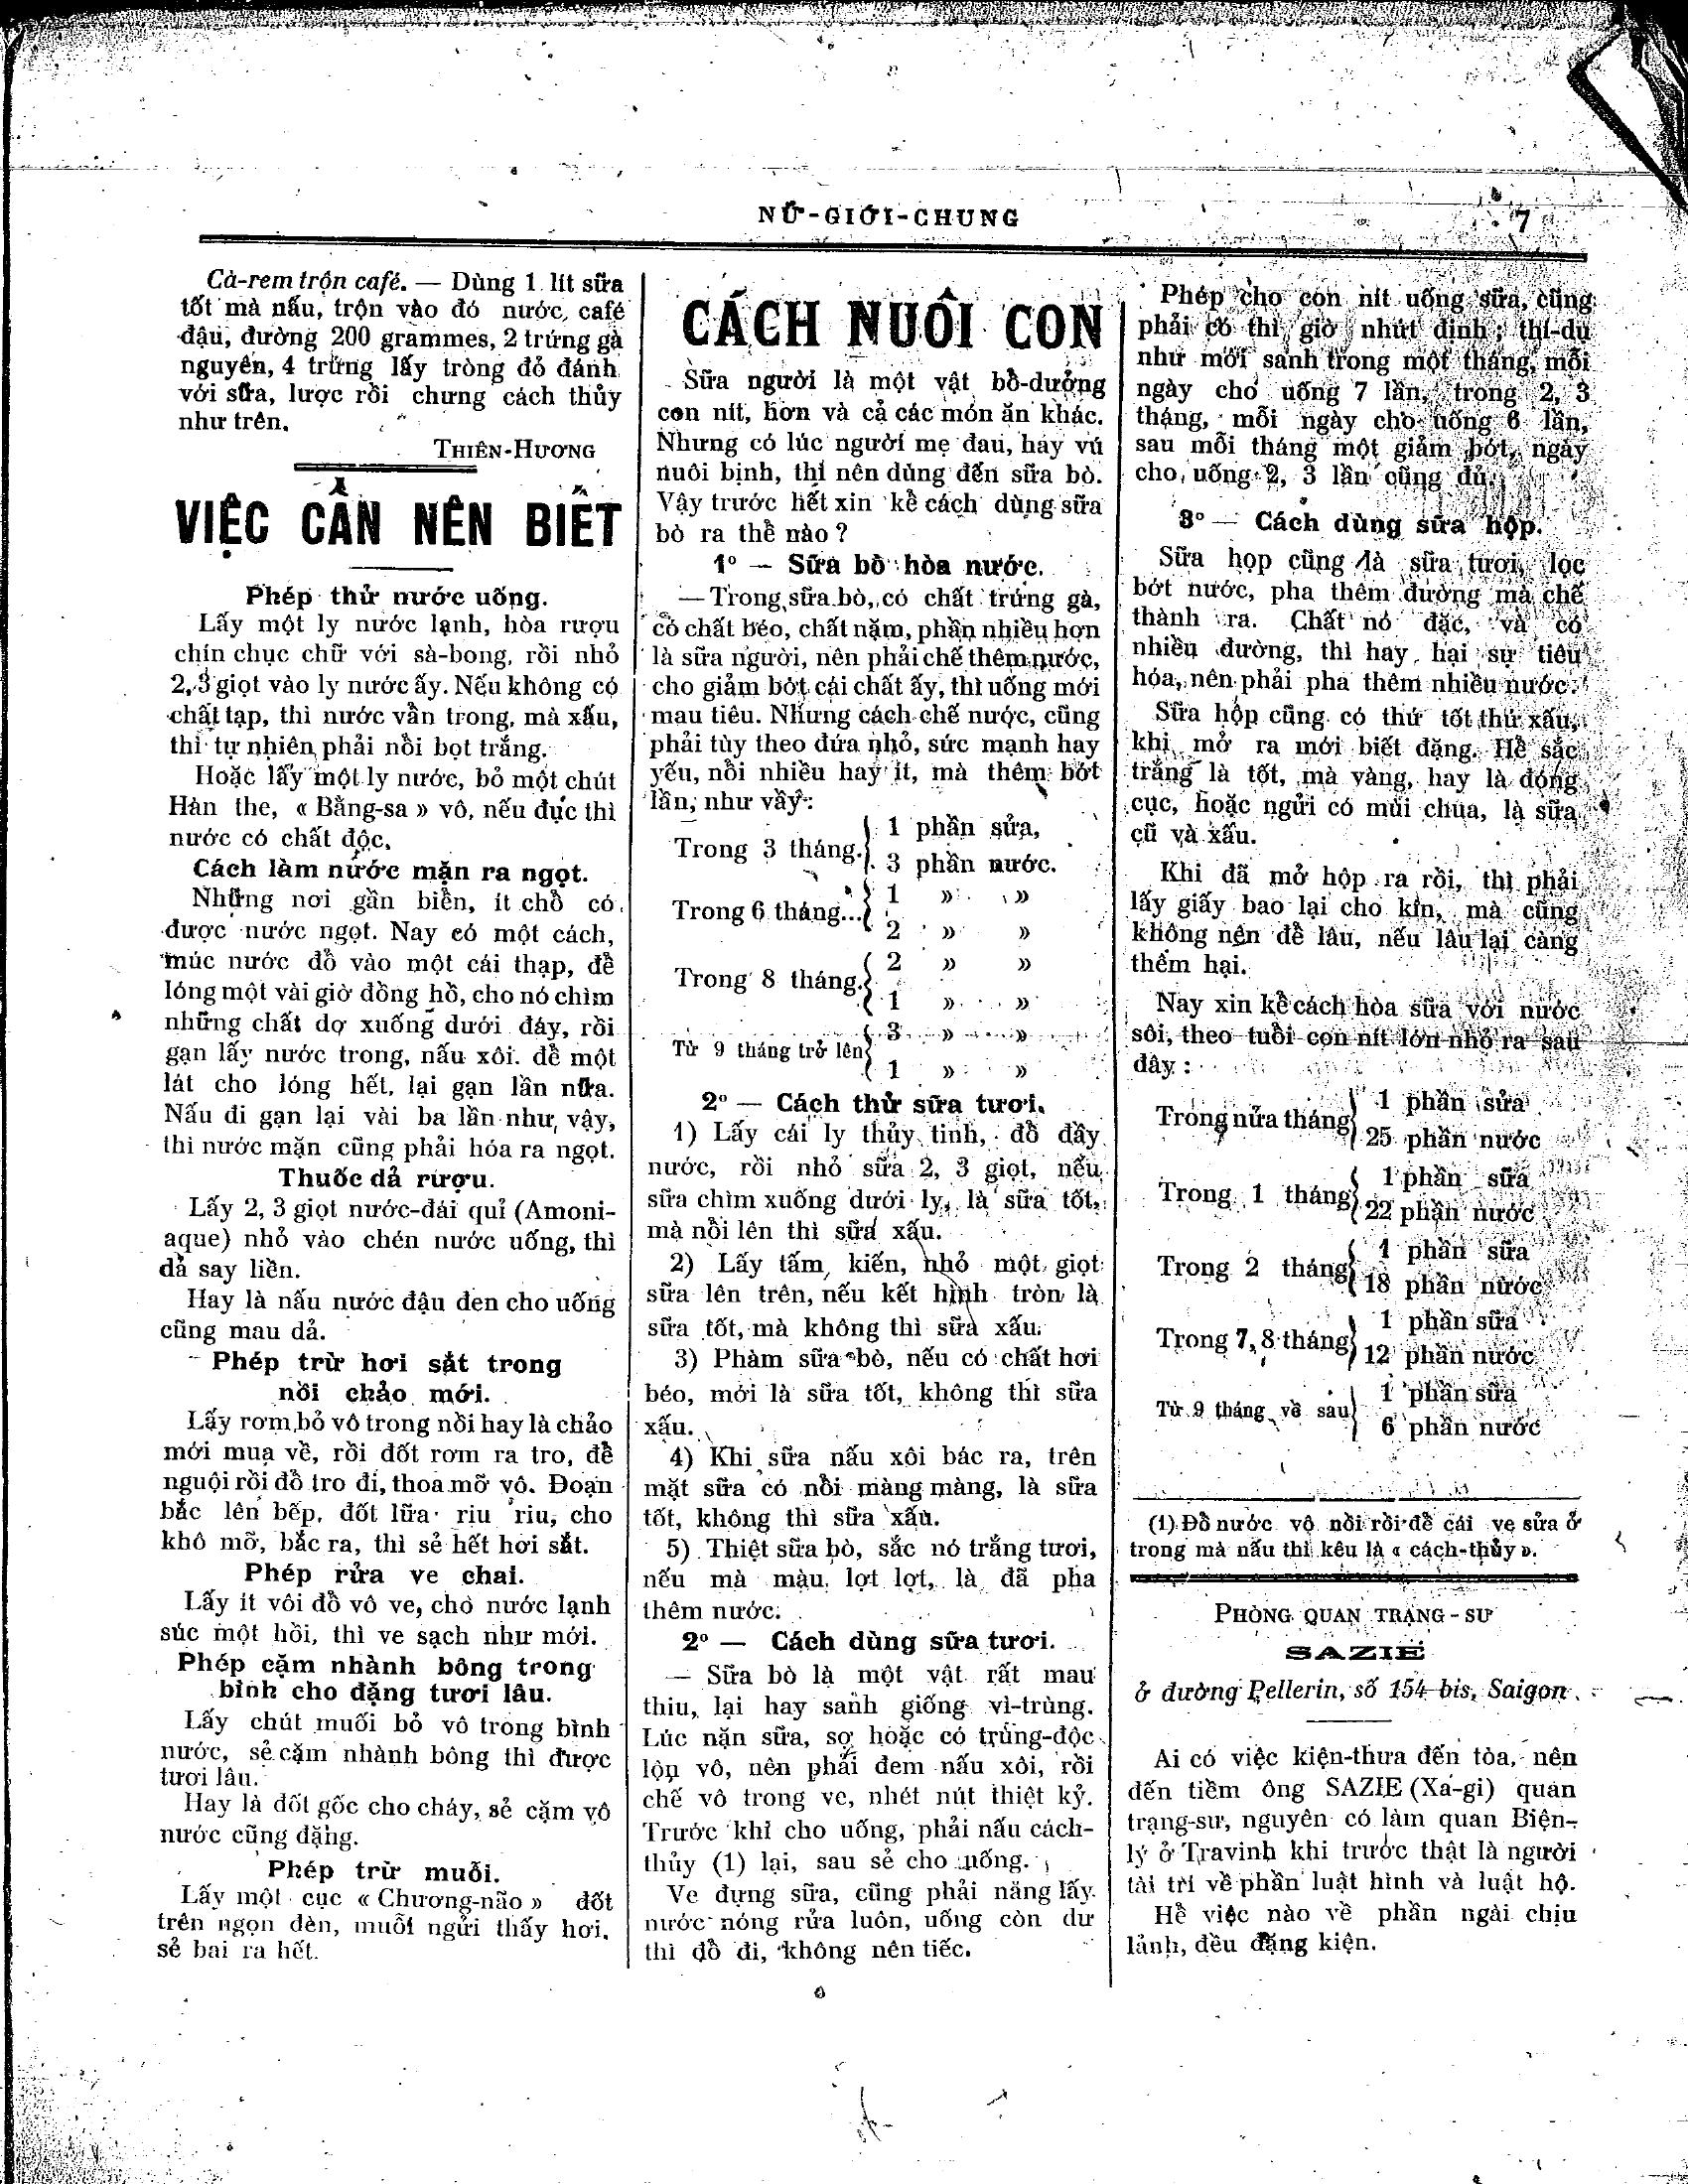 NỮ-GIỚI-CHUNG
7
Cà-rem trộn café. — Dùng 1 lít sữa
tốt mà nấu, trộn vào đó nước café
đậu, đường 200 grammes, 2 trứng gà
nguyên, 4 trứng lấy tròng đỏ đánh
với sữa, lược rồi chưng cách thủy
như trên.
THIÊN-HƯƠNG
VIỆC CẦN NÊN BIẾT
Phép thử nước uống.
Lấy một ly nước lạnh, hòa rượu
chín chục chữ với sà-bong, rồi nhỏ
2, 3 giọt vào ly nước ấy. Nếu không có
chất tạp, thì nước vẫn trong, mà xấu,
thì tự nhiên phải nồi bọt trắng.
Hoặc lấy một ly nước, bỏ một chút
Hàn the, « Bằng-sa » vô, nếu đục thì
nước có chất độc.
Cách làm nước mặn ra ngọt.
Những nơi gần biển, ít chỗ có
được nước ngọt. Nay có một cách,
múc nước đổ vào một cái thạp, để
lóng một vài giờ đồng hồ, cho nó chìm
những chất dơ xuống dưới đáy, rồi
gạn lấy nước trong, nấu xôi. để một
lát cho lóng hết, lại gạn lần nữa.
Nấu đi gạn lại vài ba lần như vậy,
thì nước mặn cũng phải hóa ra ngọt.
Thuốc dả rượu.
Lấy 2, 3 giọt nước-đái quỉ (Amoni-
aque) nhỏ vào chén nước uống, thì
dả say liền.
Hay là nấu nước đậu đen cho uống
cũng mau dả.
Phép trừ hơi sắt trong
nồi chảo mới.
Lấy rơm bỏ vô trong nồi hay là chảo
mới mua về, rồi đốt rơm ra tro, để
nguội rồi đổ tro đi, thoa mỡ vô. Đoạn
bắc lên bếp, đốt lữa riu riu, cho
khô mỡ, bắc ra, thì sẻ hết hơi sắt.
Phép rửa ve chai.
Lấy ít vôi đổ vô ve, chò nước lạnh
súc một hồi, thì ve sạch như mới.
Phép cặm nhành bông trong
bình cho đặng tươi lâu.
Lấy chút muối bỏ vô trong bình
nước, sẻ cặm nhành bông thì được
tươi lâu.
Hay là đốt gốc cho cháy, sẻ cặm vô
nước cũng đặng.
Phép trừ muỗi.
Lấy một cục « Chương-não » đốt
trên ngọn đèn, muỗi ngửi thấy hơi,
sẻ bai ra hết.
CÁCH NUÔI CON
Sữa người là một vật bồ-dưởng
con nít, hơn và cả các món ăn khác.
Nhưng có lúc người mẹ đau, hay vú
nuôi bịnh, thì nên dùng đến sữa bò.
Vậy trước hết xin kể cách dùng sữa
bò ra thể nào ?
1º — Sữa bò hòa nước.
— Trong sữa bò, có chất trứng gà,
có chất béo, chất nặm, phần nhiều hơn
là sữa người, nên phải chế thêm nước,
cho giảm bớt cái chất ấy, thì uống mới
mau tiêu. Nhưng cách chế nước, cũng
phải tùy theo đứa nhỏ, sức mạnh hay
yếu, nồi nhiều hay ít, mà thêm bớt
lần, như vầy :
Trong 3 tháng. { 1 phần sửa,
3 phần nước.
Trong 6 tháng... { 1 » »
2 » »
Trong 8 tháng. { 2 » »
1 » »
Từ 9 tháng trở lên { 3 » »
1 » »
2º — Cách thử sữa tươi.
1) Lấy cái ly thủy tinh, đổ đầy
nước, rồi nhỏ sữa 2, 3 giọt, nếu
sữa chìm xuống dưới ly, là sữa tốt,
mà nồi lên thì sữa xấu.
2) Lấy tấm kiến, nhỏ một giọt
sữa lên trên, nếu kết hình tròn là
sữa tốt, mà không thì sữa xấu.
3) Phàm sữa bò, nếu có chất hơi
béo, mới là sữa tốt, không thì sữa
xấu.
4) Khi sữa nấu xôi bác ra, trên
mặt sữa có nồi màng màng, là sữa
tốt, không thì sữa xấu.
5) Thiệt sữa bò, sắc nó trắng tươi,
nếu mà màu lợt lợt, là đã pha
thêm nước.
2º — Cách dùng sữa tươi.
— Sữa bò là một vật rất mau
thiu, lại hay sanh giống vi-trùng.
Lúc nặn sữa, sợ hoặc có trùng-độc
lộn vô, nên phải đem nấu xôi, rồi
chế vô trong ve, nhét nút thiệt kỷ.
Trước khi cho uống, phải nấu cách-
thủy (1) lại, sau sẻ cho uống.
Ve đựng sữa, cũng phải năng lấy
nước nóng rửa luôn, uống còn dư
thì đổ đi, không nên tiếc.
Phép cho con nít uống sữa, cũng
phải có thì giờ nhứt định ; thí-dụ
như mới sanh trong một tháng, mỗi
ngày cho uống 7 lần, trong 2, 3
tháng, mỗi ngày cho uống 6 lần,
sau mỗi tháng một giảm bớt, ngày
cho uống 2, 3 lần cũng đủ.
3º — Cách dùng sữa hộp.
Sữa họp cũng là sữa tươi, lọc
bớt nước, pha thêm đường mà chế
thành ra. Chất nó đặc, và có
nhiều đường, thì hay hại sự tiêu
hóa, nên phải pha thêm nhiều nước.
Sữa hộp cũng có thứ tốt thứ xấu,
khi mở ra mới biết đặng. Hề sắc
trắng là tốt, mà vàng, hay là đóng
cục, hoặc ngửi có mùi chua, là sữa
cũ và xấu.
Khi đã mở hộp ra rồi, thì phải
lấy giấy bao lại cho kín, mà cũng
không nên để lâu, nếu lâu lại càng
thêm hại.
Nay xin kể cách hòa sữa với nước
sôi, theo tuổi con nít lớn nhỏ ra sau
đây :
Trong nửa tháng { 1 phần sửa
25 phần nước
Trong 1 tháng { 1 phần sữa
22 phần nước
Trong 2 tháng { 1 phần sữa
18 phần nước
Trong 7, 8 tháng { 1 phần sữa
12 phần nước
Từ 9 tháng về sau { 1 phần sữa
6 phần nước
(1) Đổ nước vô nồi rồi để cái ve sửa ở
trong mà nấu thì kêu là « cách-thủy ».
PHÒNG QUAN TRẠNG-SƯ
SAZIE
ở đường Pellerin, số 154 bis, Saigon.
Ai có việc kiện-thưa đến tòa, nên
đến tiềm ông SAZIE (Xa-gi) quan
trạng-sư, nguyên có làm quan Biện-
lý ở Travinh khi trước thật là người
tài trí về phần luật hình và luật hộ.
Hề việc nào về phần ngài chịu
lảnh, đều đặng kiện.